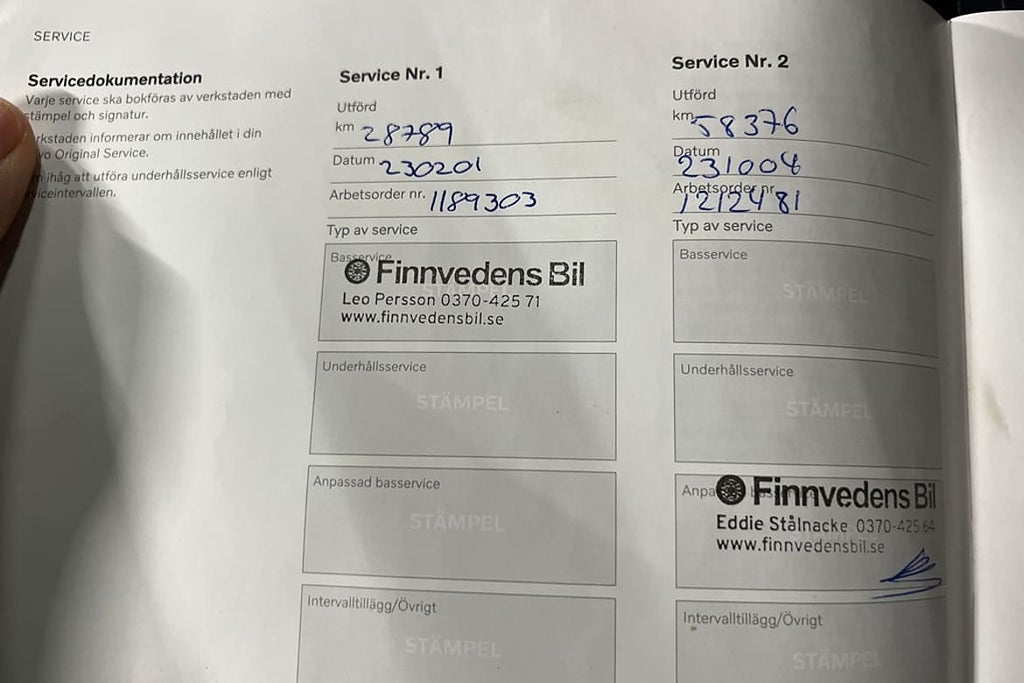 SERVICE
Servicedokumentation
Varje service ska bokföras av verkstaden med
stämpel och signatur.
rkstaden informerar om innehållet i din
vo Original Service.
ihåg att utföra underhållsservice enligt
viceintervallen.
Service Nr. 1
Utförd
km 28789
Datum 230201
Arbetsorder nr. 1189303
Typ av service
Basservice
Finnvedens Bil
Leo Persson 0370-425 71
www.finnvedensbil.se
Underhållsservice
STÄMPEL
Anpassad basservice
STÄMPEL
Intervalltillägg/Övrigt
STÄMPEL
Service Nr. 2
Utförd
km 58376
Datum
231004
Arbetsorder nr.
1212481
Typ av service
Basservice
STÄMPEL
Underhållsservice
STÄMPEL
Anpa
Finnvedens Bil
Eddie Stålnacke 0370-425 64
www.finnvedensbil.se
Intervalltillägg/Övrigt
STÄMPEL